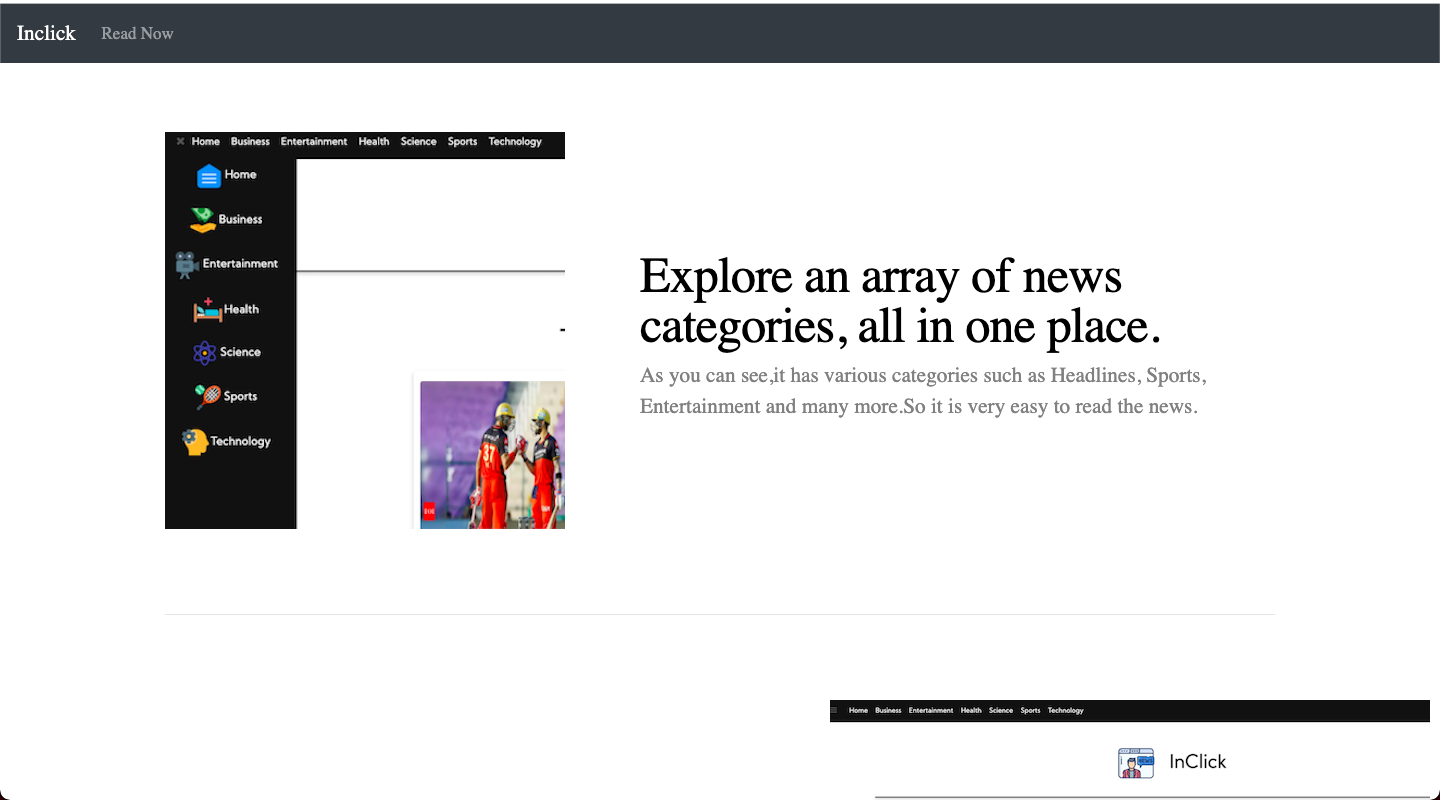 Inclick Read Now
Home Business Entertainment Health Science Sports Technology
Home
Business
Entertainment
Health
Science
Sports
Technology
37
TOI
Explore an array of news
categories, all in one place.
As you can see,it has various categories such as Headlines, Sports,
Entertainment and many more.So it is very easy to read the news.
Home Business Entertainment Health Science Sports Technology
NEWS
InClick